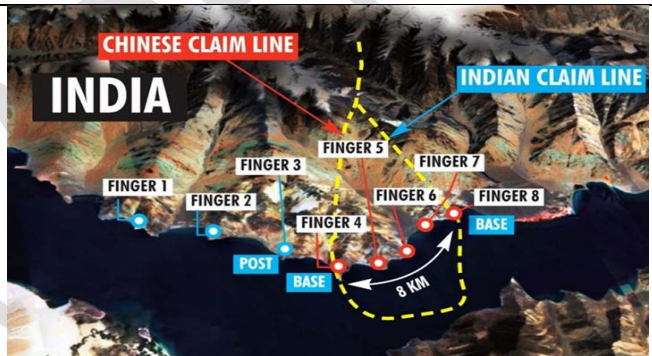 CHINESE CLAIM LINE
INDIAN CLAIM LINE
INDIA
FINGER 5
FINGER 3
FINGER 7
FINGER 1
FINGER 6
FINGER 8
FINGER 2
FINGER 4
BASE
POST
BASE
8 KM